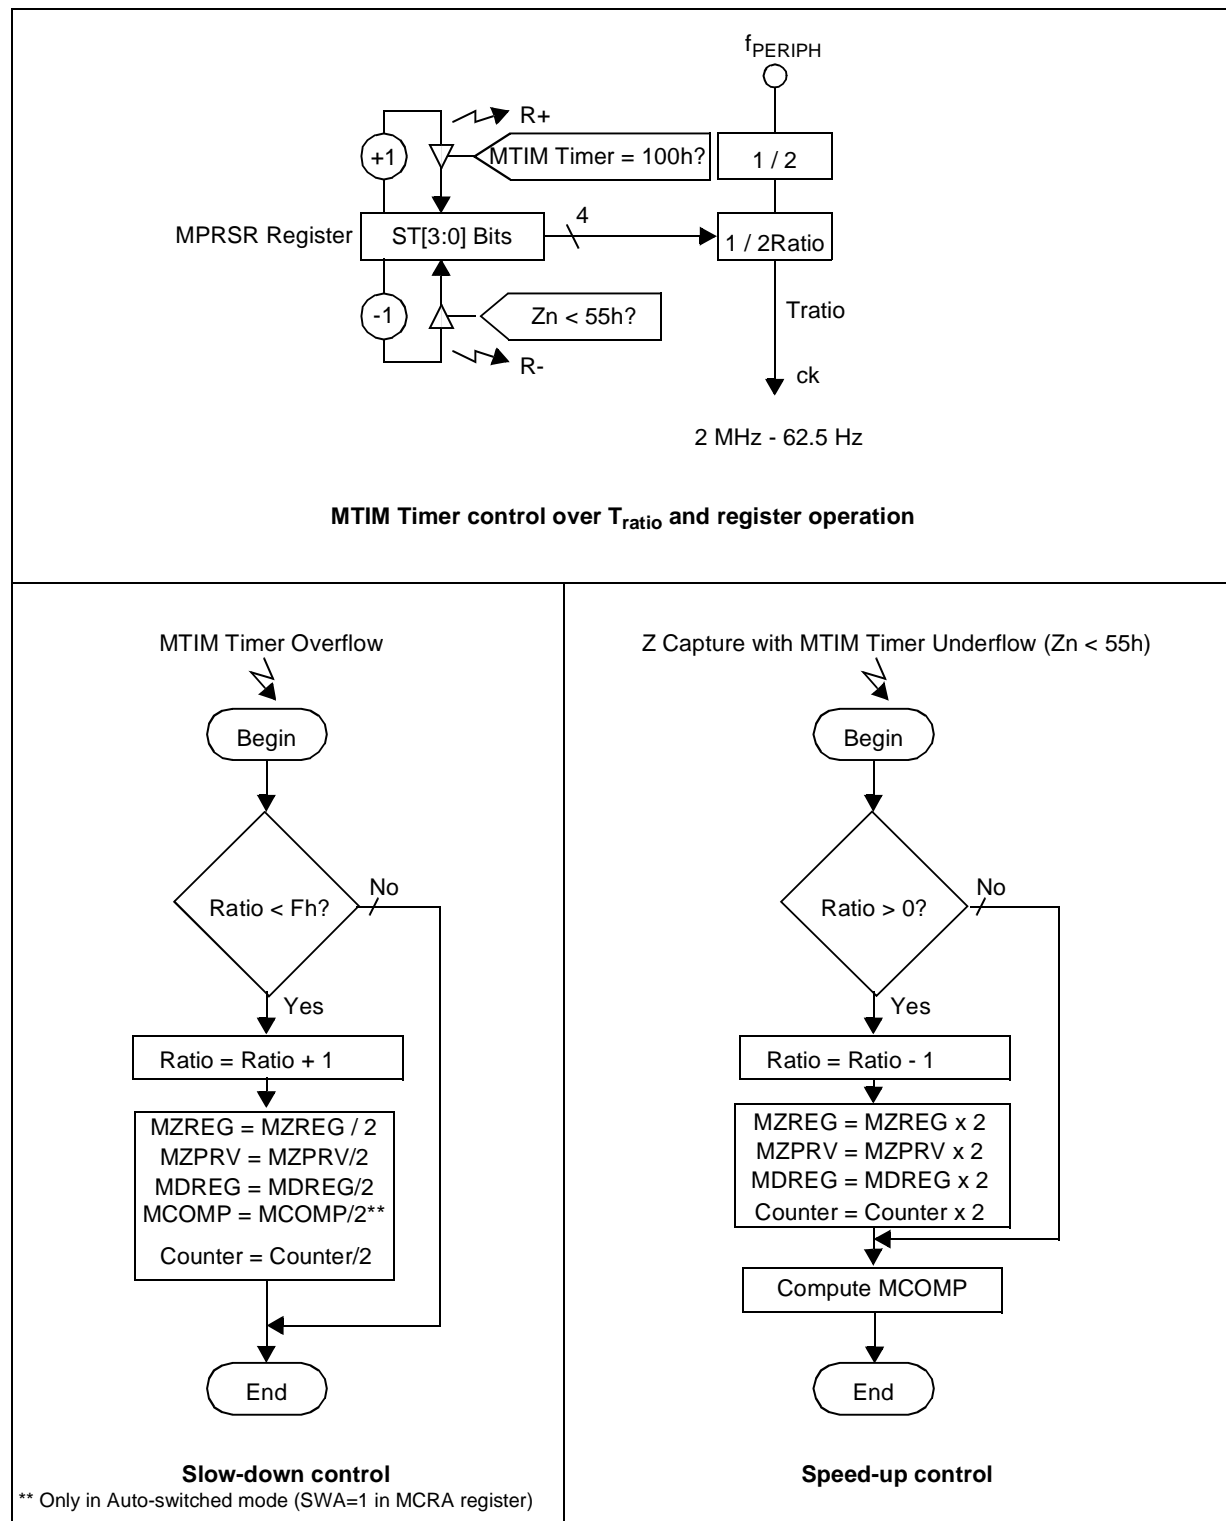 fPERIPH
R+
+1
MTIM Timer = 100h?
1 / 2
4
MPRSR Register
ST[3:0] Bits
1 / 2Ratio
-1
Zn < 55h?
Tratio
R-
ck
2 MHz - 62.5 Hz
MTIM Timer control over Tratio and register operation
MTIM Timer Overflow
Begin
Ratio < Fh?
No
Yes
Ratio = Ratio + 1
MZREG = MZREG / 2
MZPRV = MZPRV/2
MDREG = MDREG/2
MCOMP = MCOMP/2**
Counter = Counter/2
End
Slow-down control
** Only in Auto-switched mode (SWA=1 in MCRA register)
Z Capture with MTIM Timer Underflow (Zn < 55h)
Begin
Ratio > 0?
No
Yes
Ratio = Ratio - 1
MZREG = MZREG x 2
MZPRV = MZPRV x 2
MDREG = MDREG x 2
Counter = Counter x 2
Compute MCOMP
End
Speed-up control